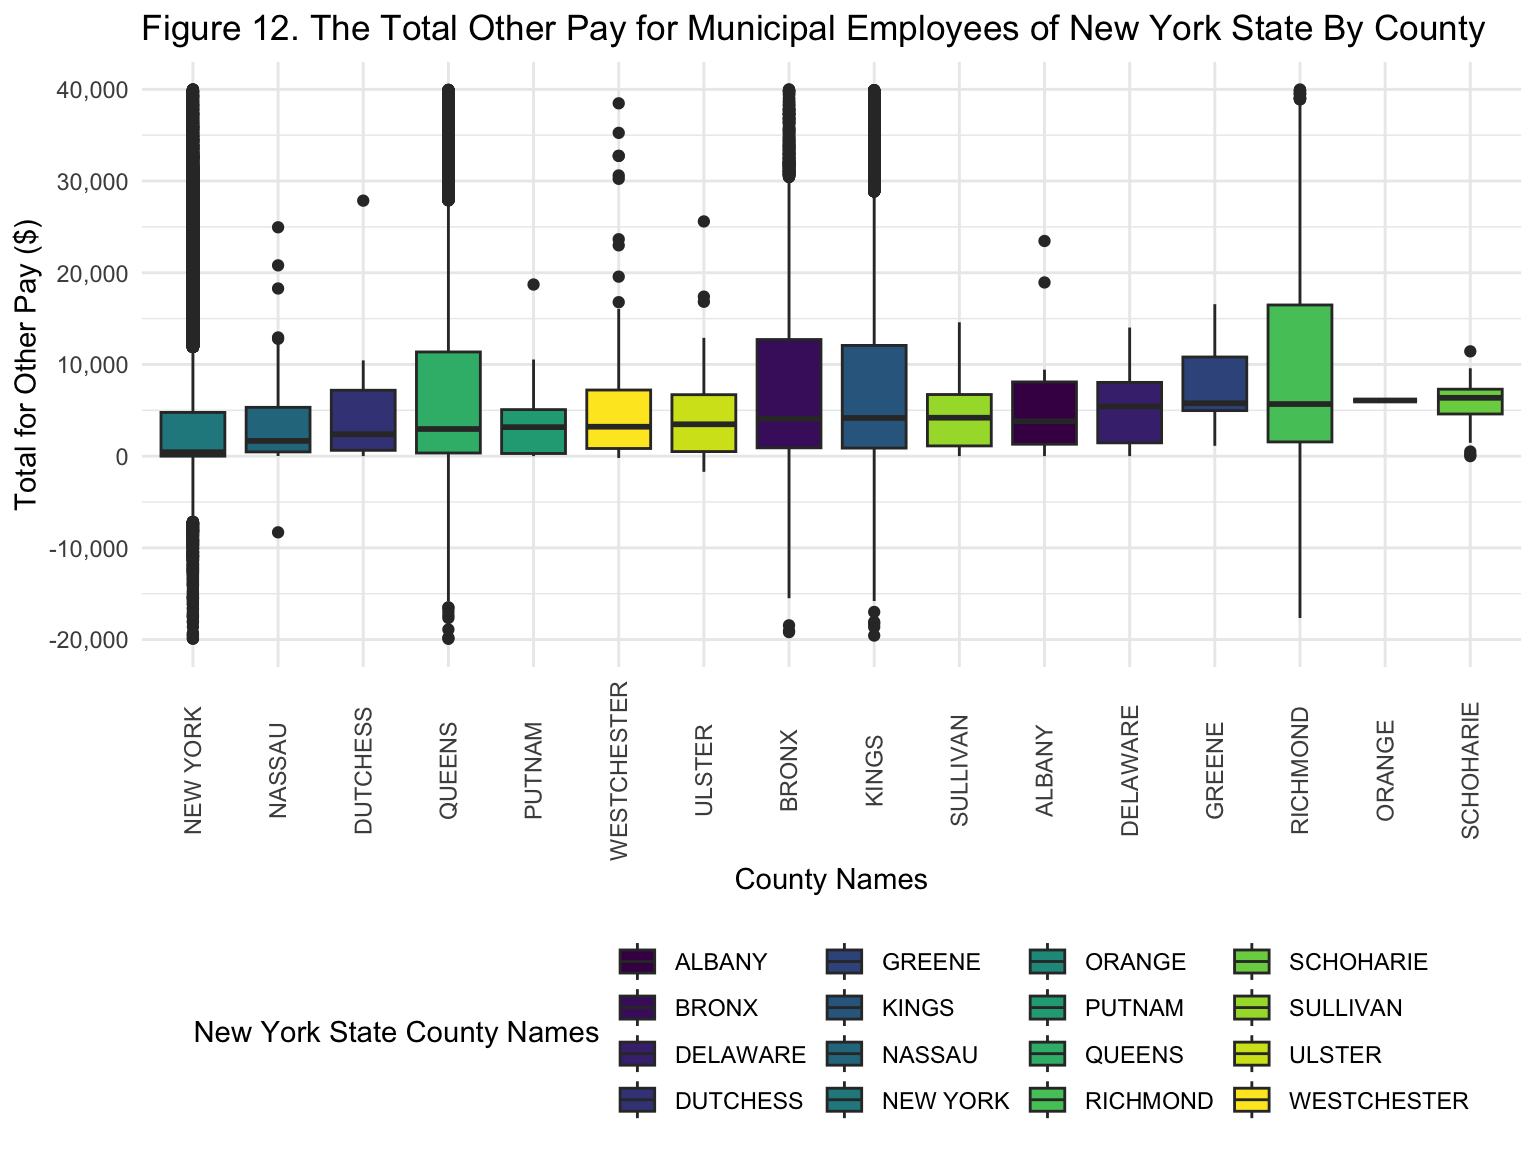 Figure 12. The Total Other Pay for Municipal Employees of New York State By County
Total for Other Pay ($)
40,000
30,000
20,000
10,000
0
-10,000
-20,000
NEW YORK
NASSAU
DUTCHESS
QUEENS
PUTNAM
WESTCHESTER
ULSTER
BRONX
KINGS
SULLIVAN
ALBANY
DELAWARE
GREENE
RICHMOND
ORANGE
SCHOHARIE
County Names
New York State County Names
ALBANY
BRONX
DELAWARE
DUTCHESS
GREENE
KINGS
NASSAU
NEW YORK
ORANGE
PUTNAM
QUEENS
RICHMOND
SCHOHARIE
SULLIVAN
ULSTER
WESTCHESTER